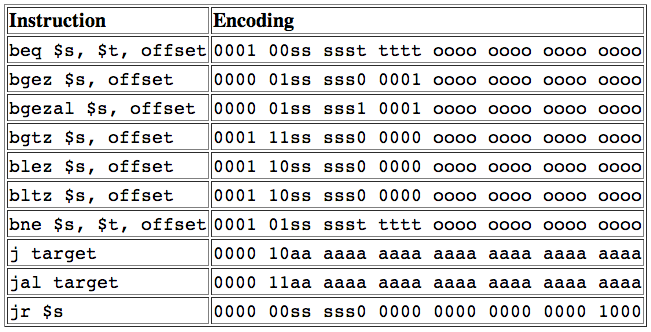 Instruction Encoding
beq $s, $t, offset 0001 00ss ssst tttt oooo oooo oooo oooo
bgez $s, offset 0000 01ss sss0 0001 oooo oooo oooo oooo
bgezal $s, offset 0000 01ss sss1 0001 oooo oooo oooo oooo
bgtz $s, offset 0001 11ss sss0 0000 oooo oooo oooo oooo
blez $s, offset 0001 10ss sss0 0000 oooo oooo oooo oooo
bltz $s, offset 0001 10ss sss0 0000 oooo oooo oooo oooo
bne $s, $t, offset 0001 01ss ssst tttt oooo oooo oooo oooo
j target 0000 10aa aaaa aaaa aaaa aaaa aaaa aaaa
jal target 0000 11aa aaaa aaaa aaaa aaaa aaaa aaaa
jr $s 0000 00ss sss0 0000 0000 0000 0000 1000